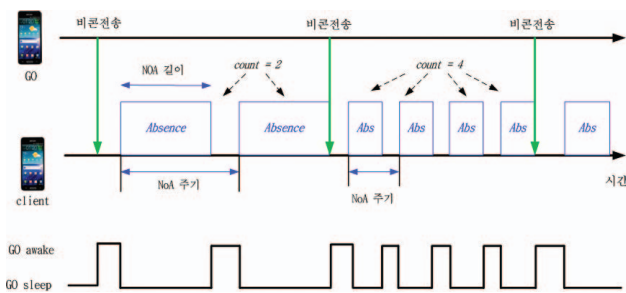 비콘전송 비콘전송 비콘전송
GO
NOA 길이 count = 2 count = 4
Absence Absence Abs Abs Abs Abs Abs
시간
client
NoA 주기 NoA 주기
GO awake
GO sleep